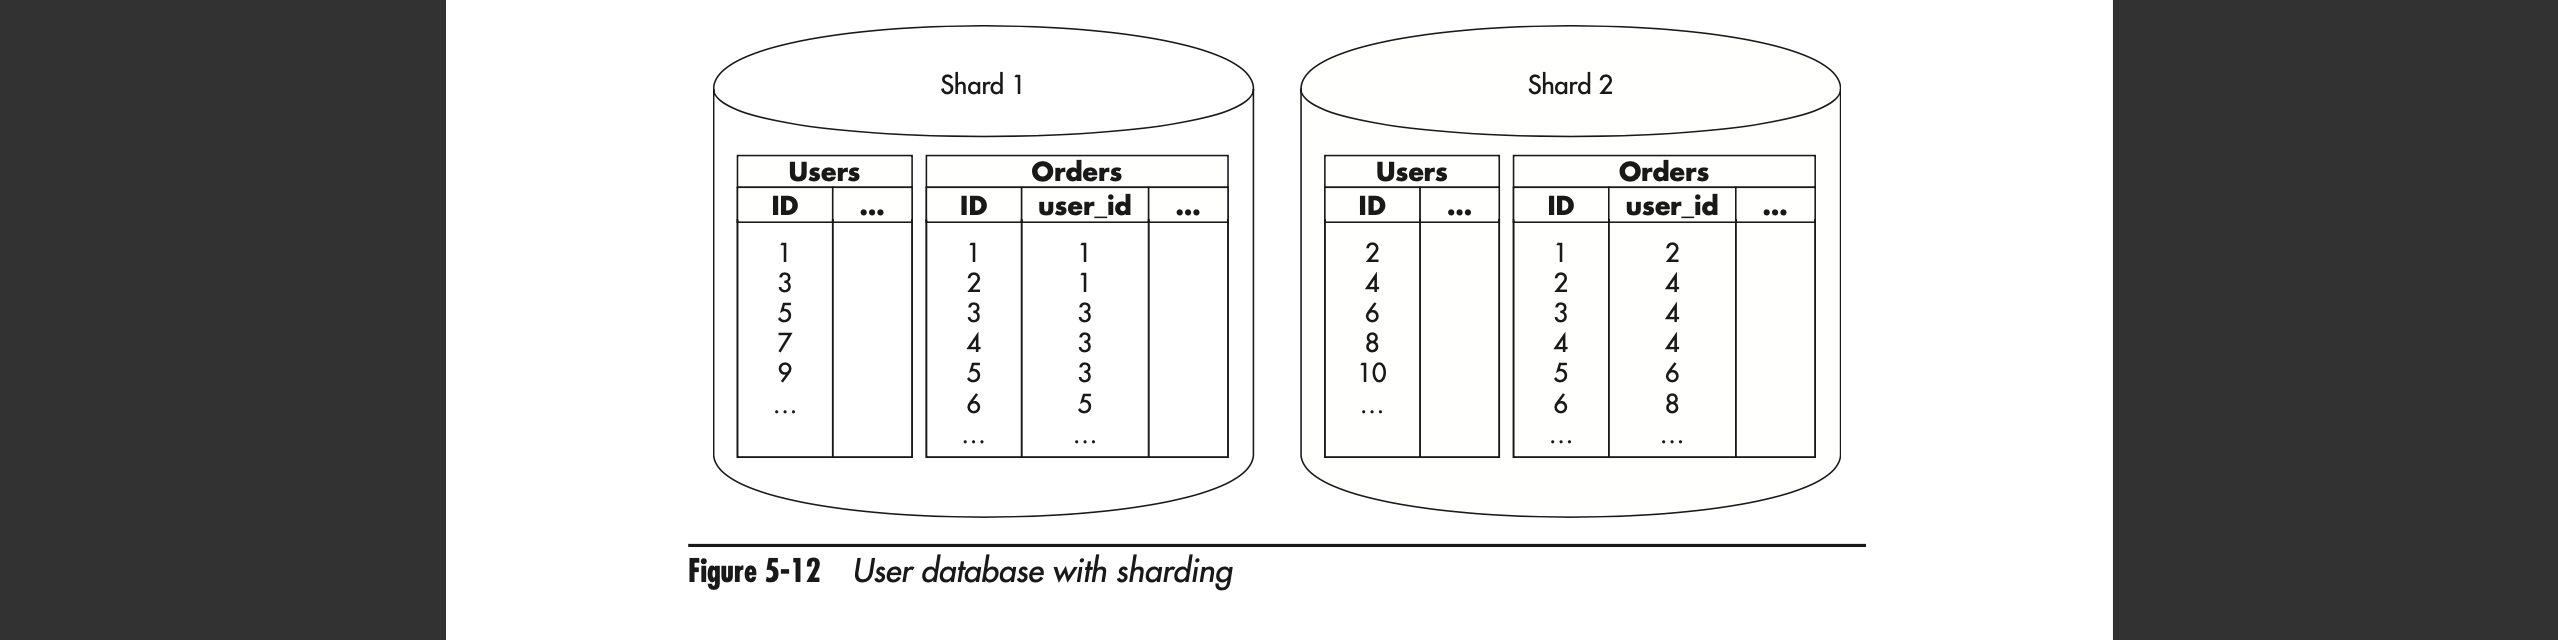 Shard 1 Shard 2
Users Orders Users Orders
ID ... ID user_id ... ID ... ID user_id ...
1 1 1 2 1 2
3 2 1 4 2 4
5 3 3 6 3 4
7 4 3 8 4 4
9 5 3 10 5 6
... 6 5 ... 6 8
... ... ... ...
Figure 5-12 User database with sharding